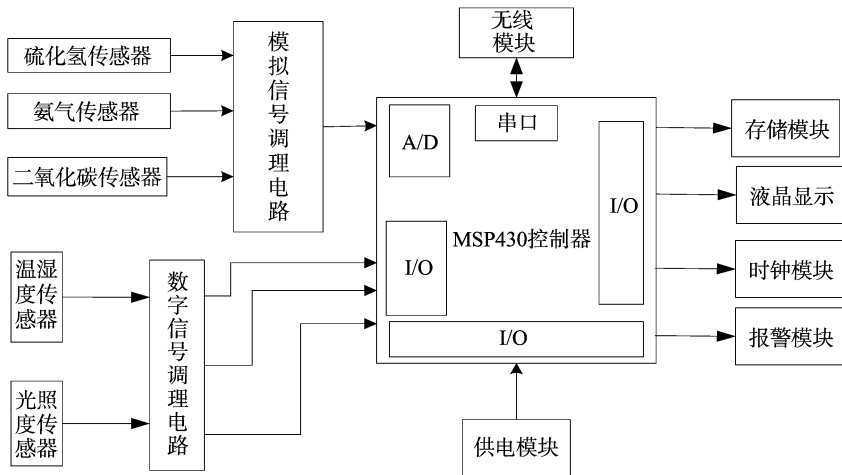 硫化氢传感器
氨气传感器
二氧化碳传感器
模拟信号调理电路
温湿
度传
感器
光照
度传
感器
数字信号调理电路
无线
模块
串口
A/D
I/O
MSP430控制器
I/O
I/O
供电模块
存储模块
液晶显示
时钟模块
报警模块